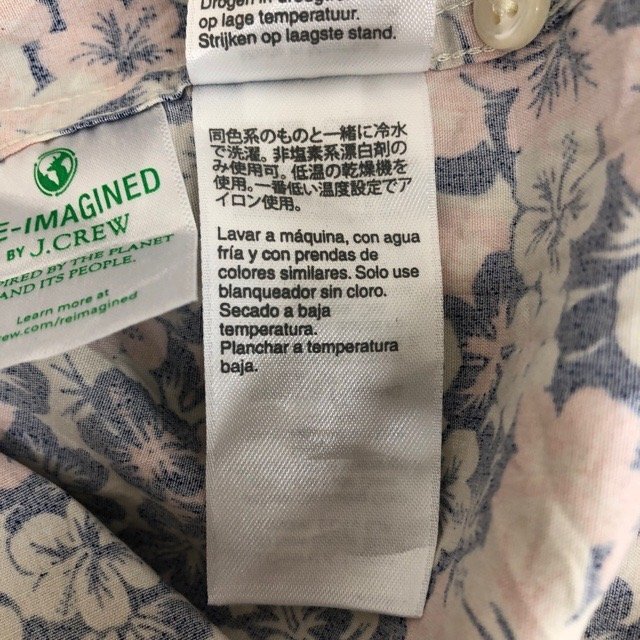 op lage temperatuur.
Strijken op laagste stand.
同色系のものと一緒に冷水
で洗濯。非塩素系漂白剤の
み使用可。低温の乾燥機を
使用。一番低い温度設定でア
イロン使用。
Lavar a máquina, con agua
fría y con prendas de
colores similares. Solo use
blanqueador sin cloro.
Secado a baja
temperatura.
Planchar a temperatura
baja.
E-IMAGINED
BY J.CREW
PIRED BY THE PLANET
AND ITS PEOPLE.
Learn more at
crew.com/reimagined